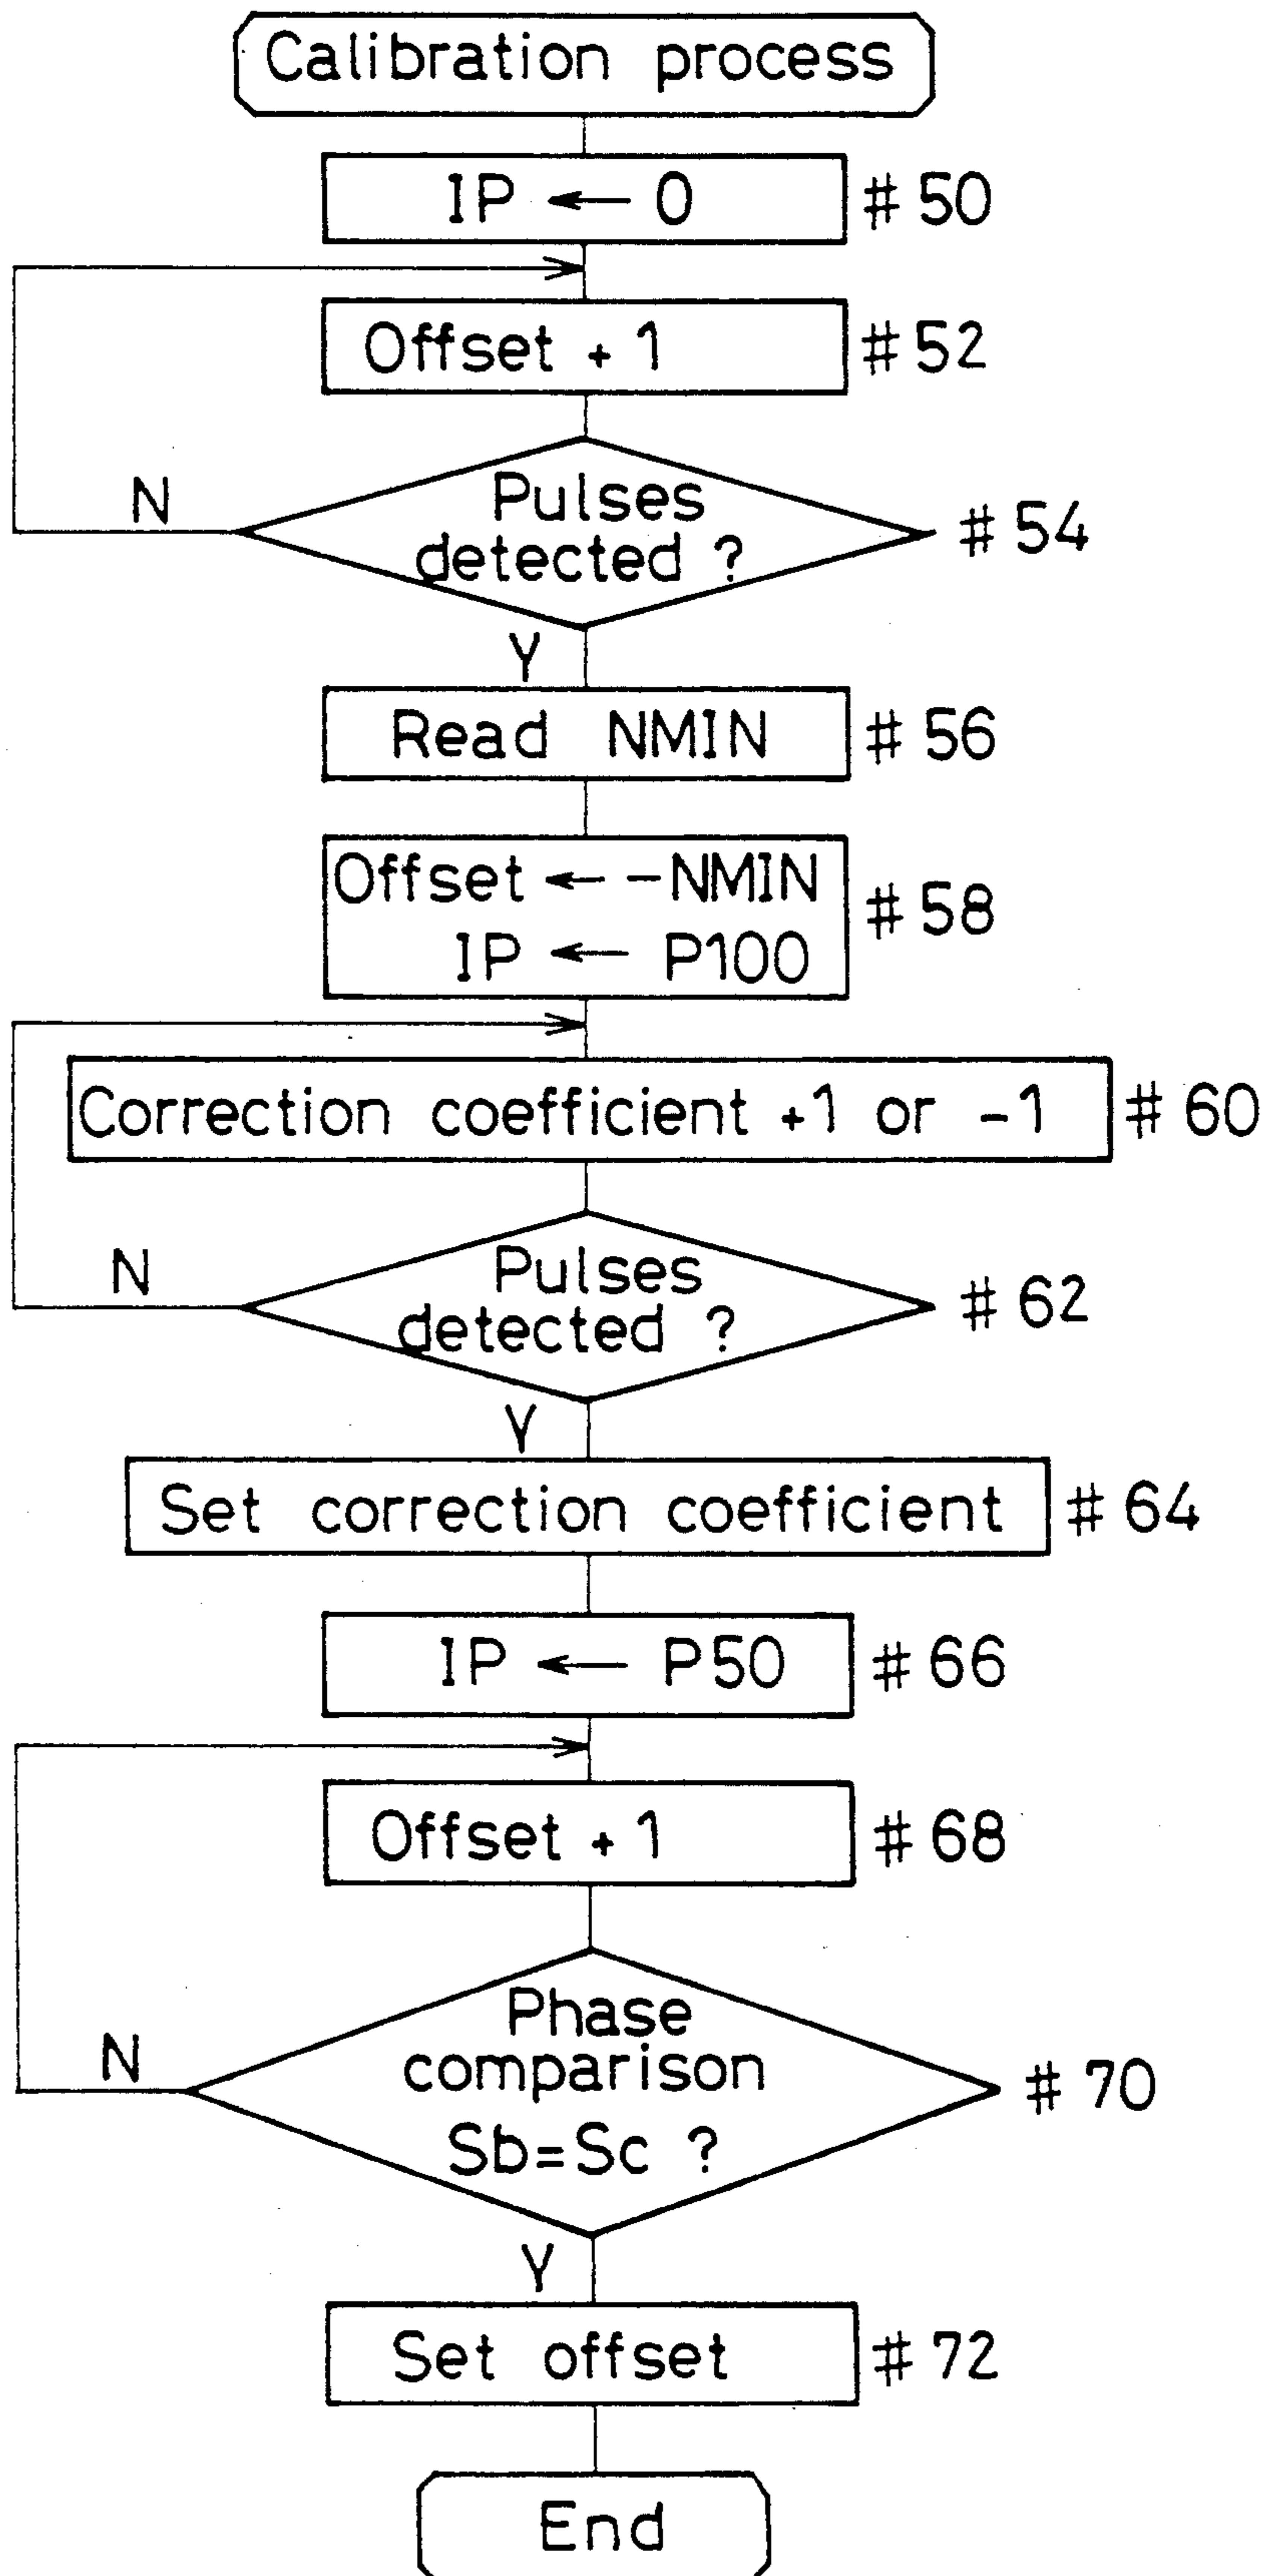 Calibration process
IP ← 0 #50
Offset + 1 #52
Pulses
detected ?
N
#54
Y
Read NMIN #56
Offset ← -NMIN
IP ← P100
#58
Correction coefficient +1 or -1 #60
Pulses
detected ?
N
#62
Y
Set correction coefficient #64
IP ← P50 #66
Offset + 1 #68
Phase
comparison
Sb=Sc ?
N
#70
Y
Set offset #72
End